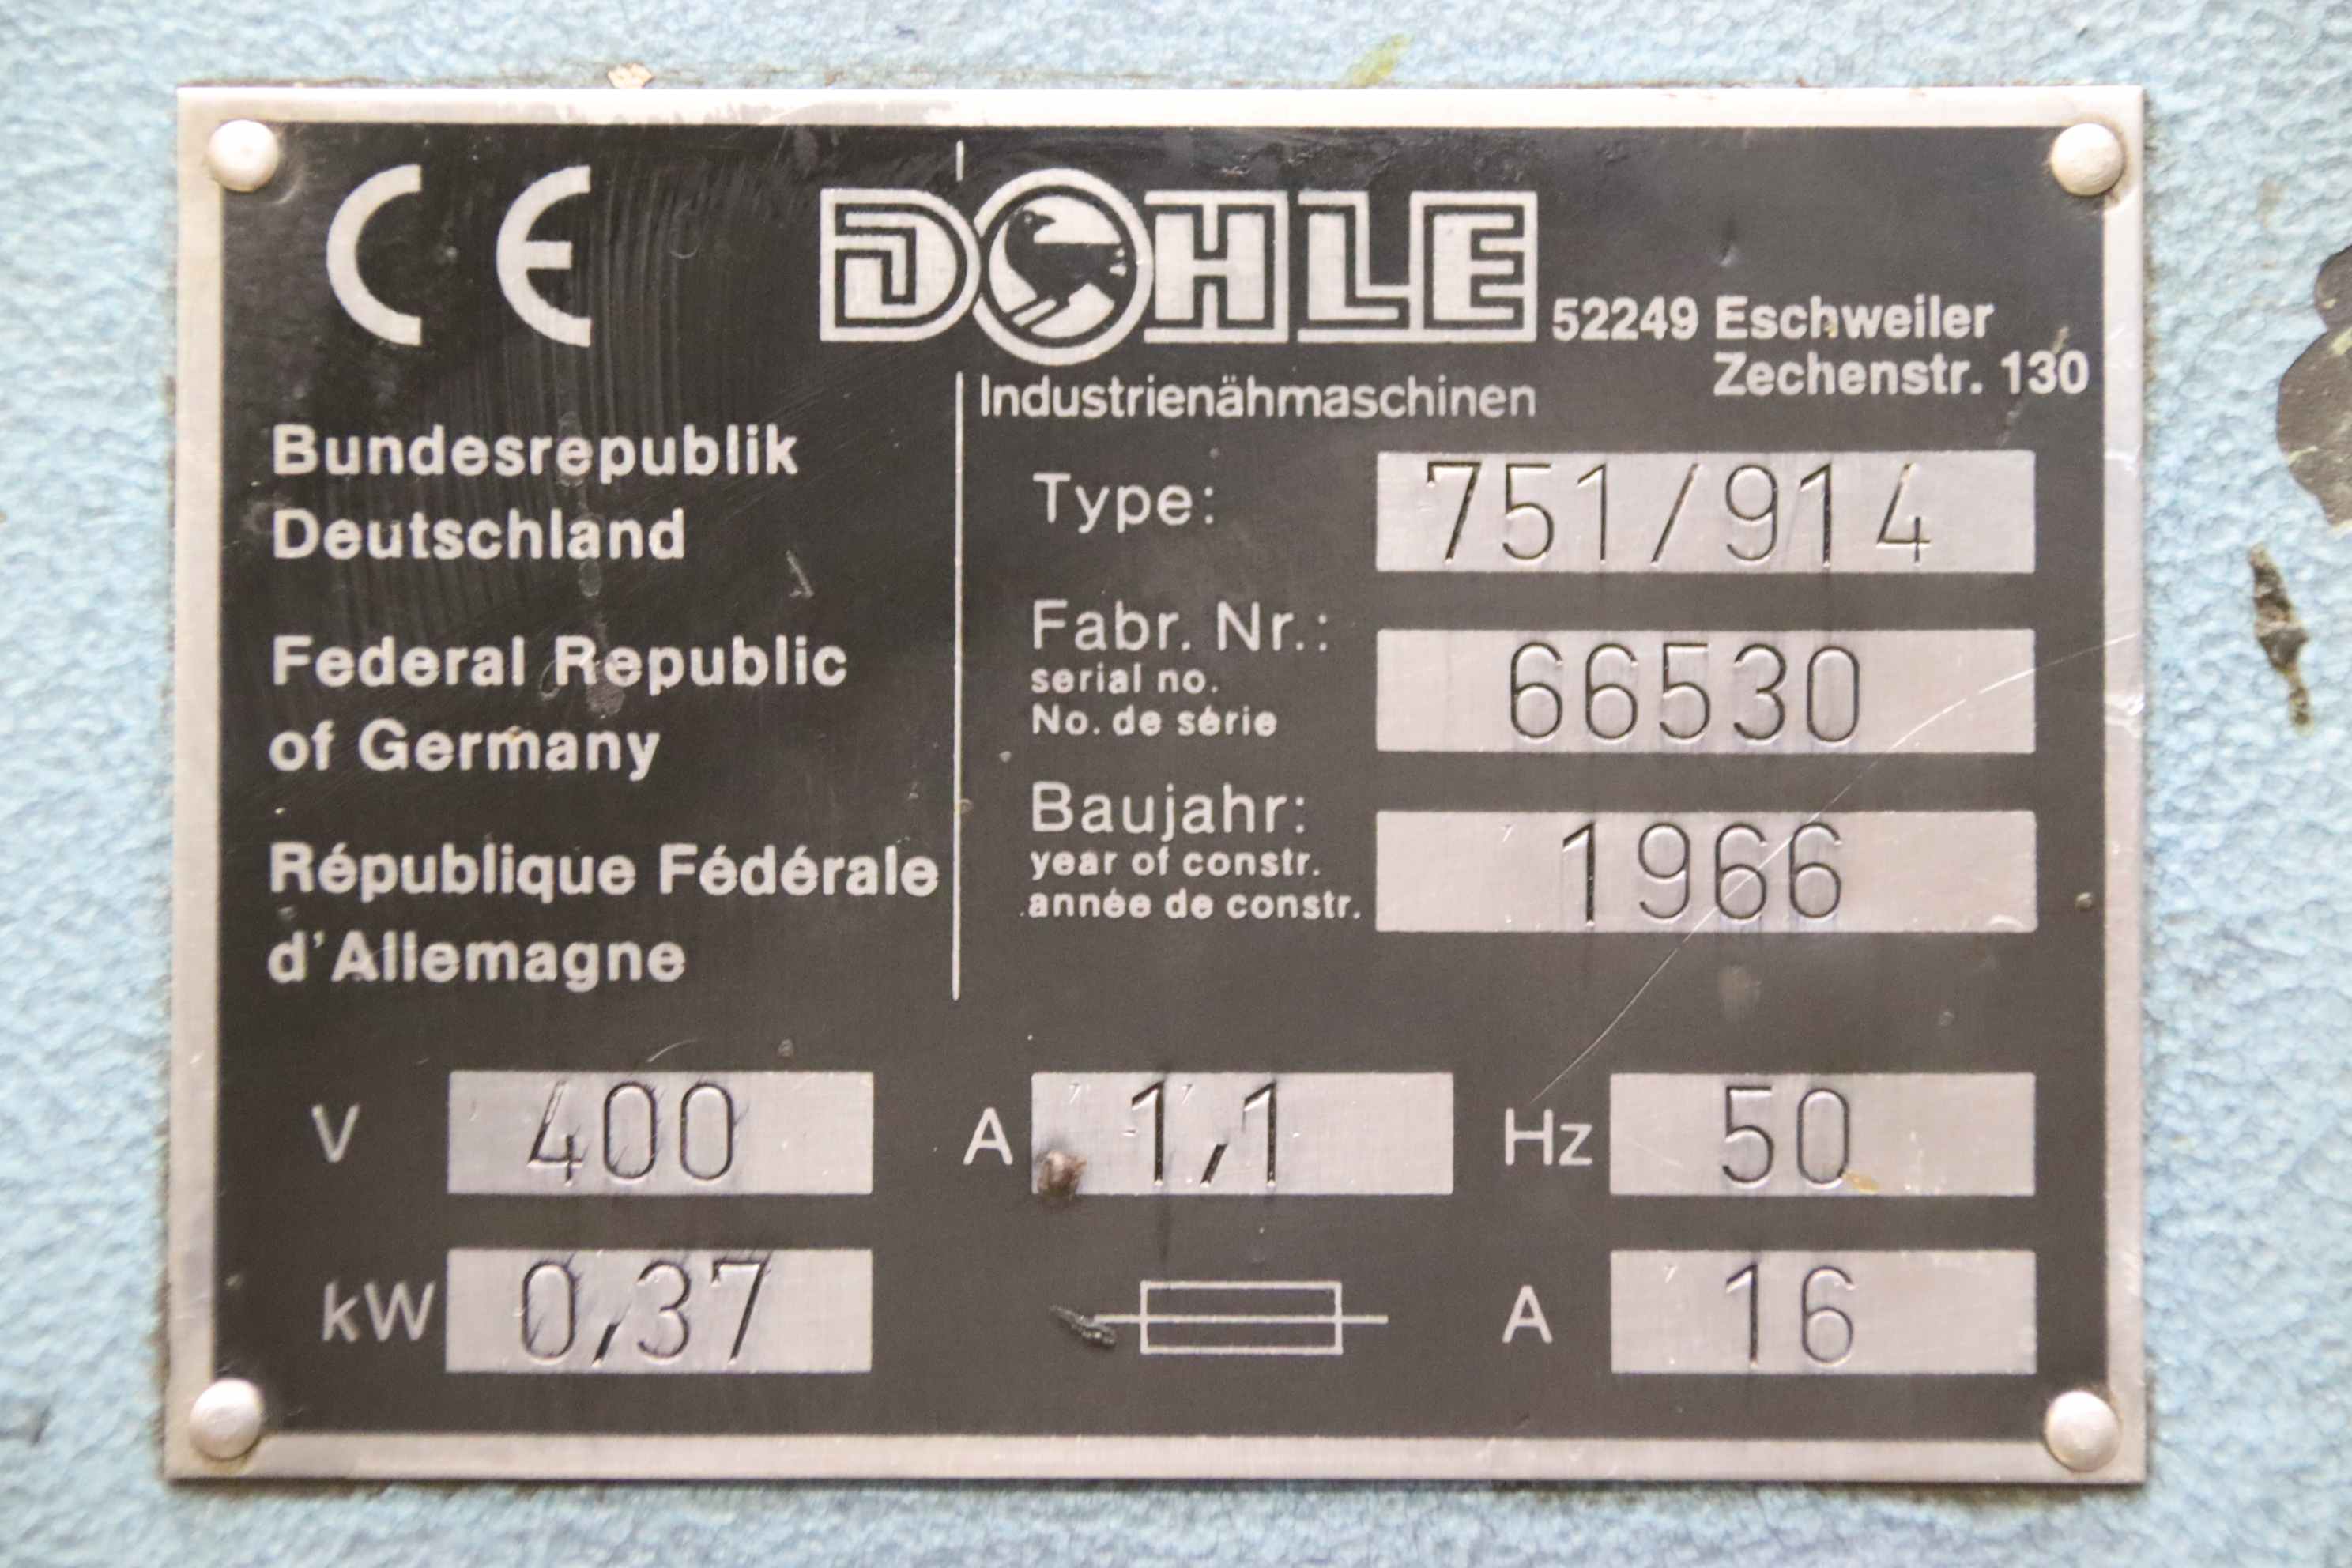 CE
DOHLE
52249 Eschweiler
Zechenstr. 130
Industrienähmaschinen
Bundesrepublik
Deutschland
Federal Republic
of Germany
République Fédérale
d'Allemagne
Type: 751/914
Fabr. Nr.: 66530
serial no.
No. de série
Baujahr: 1966
year of constr.
année de constr.
V 400 A 1,1 Hz 50
kW 0,37 A 16